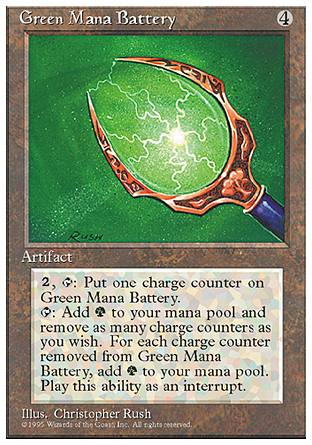 Green Mana Battery 4
RUSH
Artifact
2, : Put one charge counter on
Green Mana Battery.
: Add to your mana pool and
remove as many charge counters as
you wish. For each charge counter
removed from Green Mana
Battery, add to your mana pool.
Play this ability as an interrupt.
Illus. Christopher Rush
©1995 Wizards of the Coast, Inc. All rights reserved.